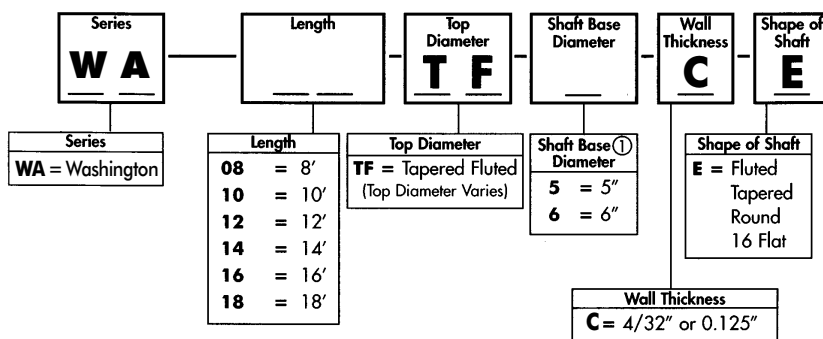 Series
W A
Length
Top
Diameter
T F
Shaft Base
Diameter
Wall
Thickness
C
Shape of
Shaft
E
Series
WA = Washington
Length
08 = 8′
10 = 10′
12 = 12′
14 = 14′
16 = 16′
18 = 18′
Top Diameter
TF = Tapered Fluted
(Top Diameter Varies)
Shaft Base ①
Diameter
5 = 5″
6 = 6″
Shape of Shaft
E = Fluted
Tapered
Round
16 Flat
Wall Thickness
C = 4/32″ or 0.125″